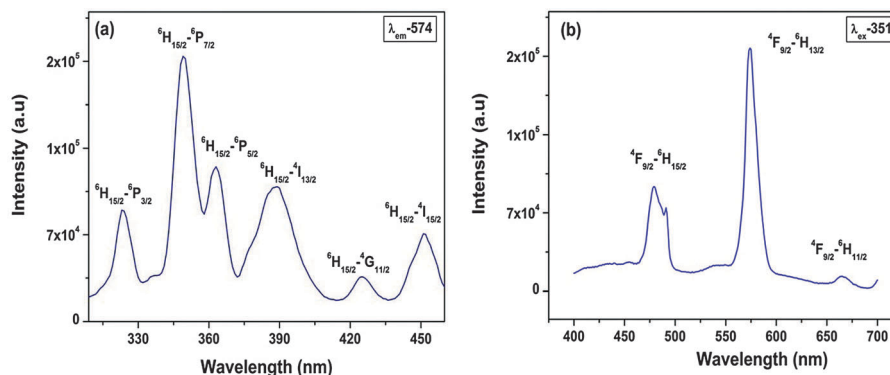 (a)
λem-574
6H15/2-6P7/2
6H15/2-6P5/2
6H15/2-4I13/2
6H15/2-6P3/2
6H15/2-4I15/2
6H15/2-4G11/2
2x10^5
1x10^5
7x10^4
0
Intensity (a.u)
330 360 390 420 450
Wavelength (nm)
(b)
λex-351
4F9/2-6H13/2
4F9/2-6H15/2
4F9/2-6H11/2
2x10^5
1x10^5
7x10^4
0
Intensity (a.u)
400 450 500 550 600 650 700
Wavelength (nm)